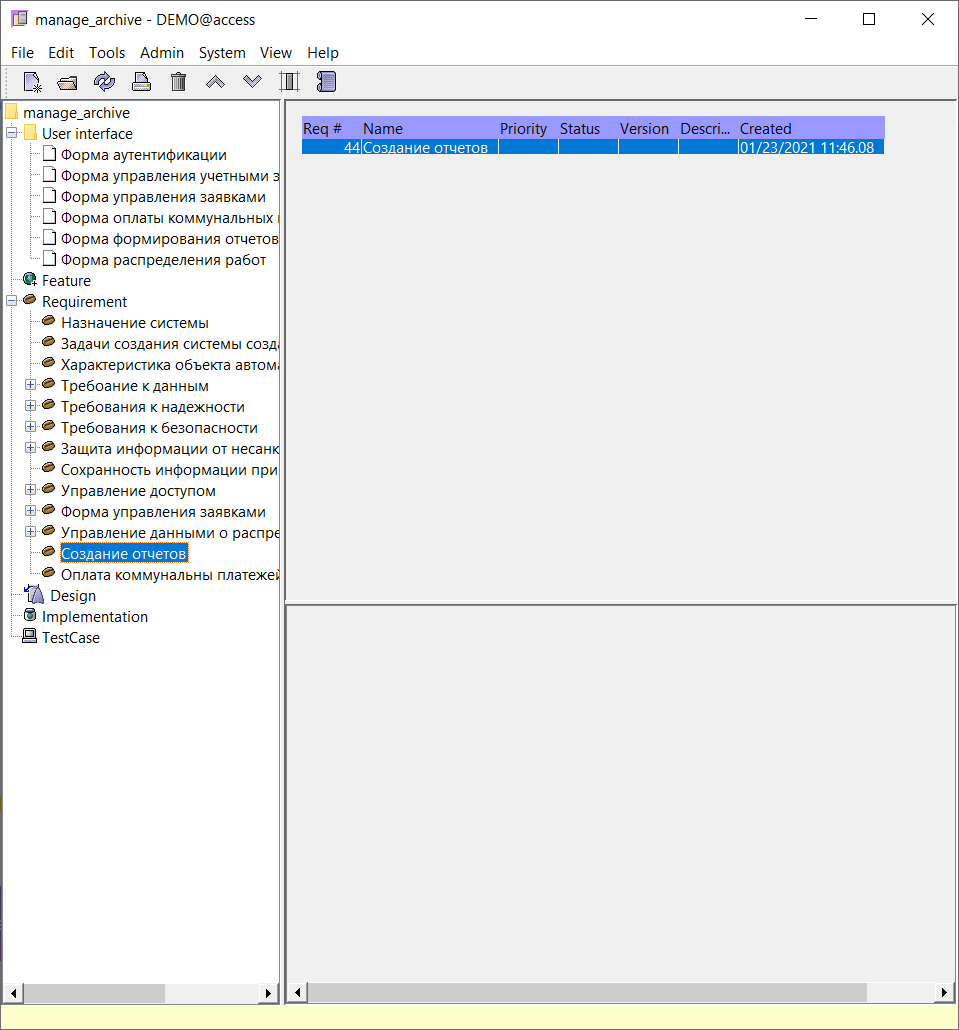 manage_archive - DEMO@access
File Edit Tools Admin System View Help
manage_archive
User interface
Форма аутентификации
Форма управления учетными з
Форма управления заявками
Форма оплаты коммунальных
Форма формирования отчетов
Форма распределения работ
Feature
Requirement
Назначение системы
Задачи создания системы созда
Характеристика объекта автома
Требоание к данным
Требования к надежности
Требования к безопасности
Защита информации от несанк
Сохранность информации при
Управление доступом
Форма управления заявками
Управление данными о распре
Создание отчетов
Оплата коммунальны платежей
Design
Implementation
TestCase
Req # Name Priority Status Version Descri... Created
44 Создание отчетов 01/23/2021 11:46.08